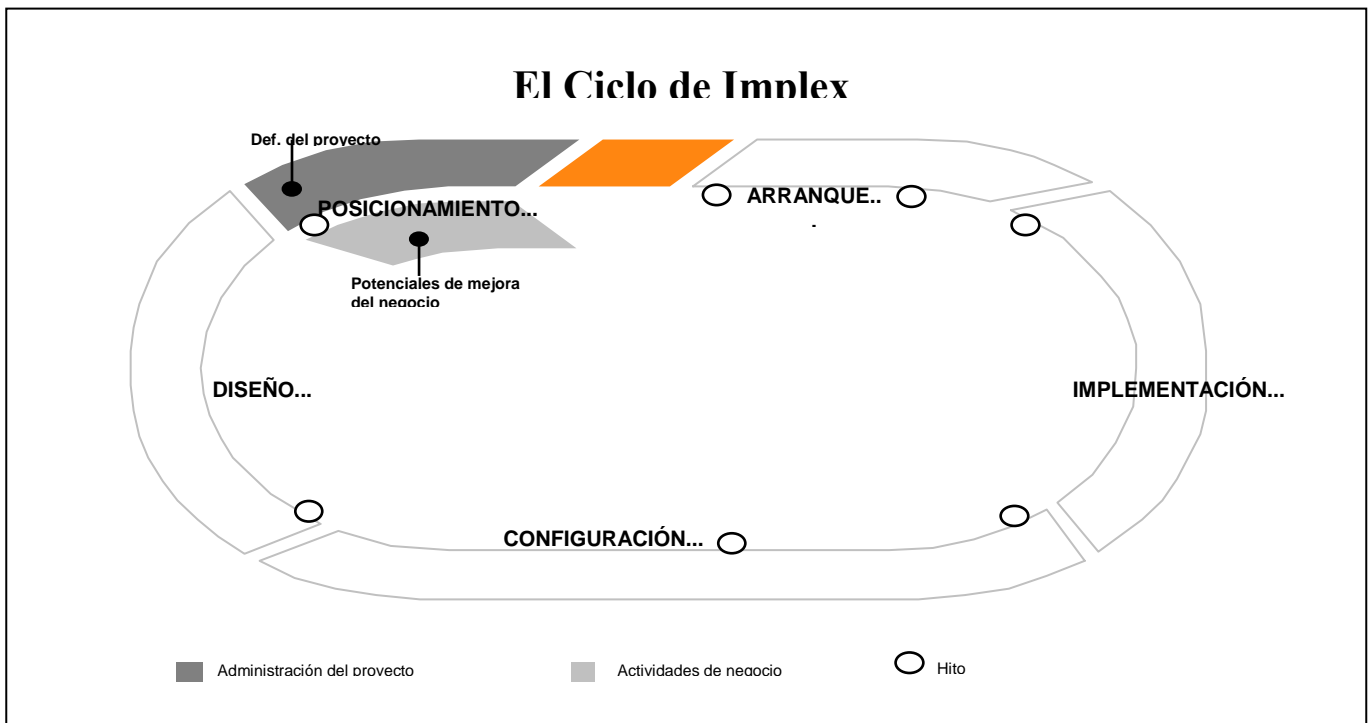 El Ciclo de Implex
Def. del proyecto
POSICIONAMIENTO...
ARRANQUE..
.
Potenciales de mejora
del negocio
DISEÑO...
IMPLEMENTACIÓN...
CONFIGURACIÓN...
Administración del proyecto
Actividades de negocio
Hito